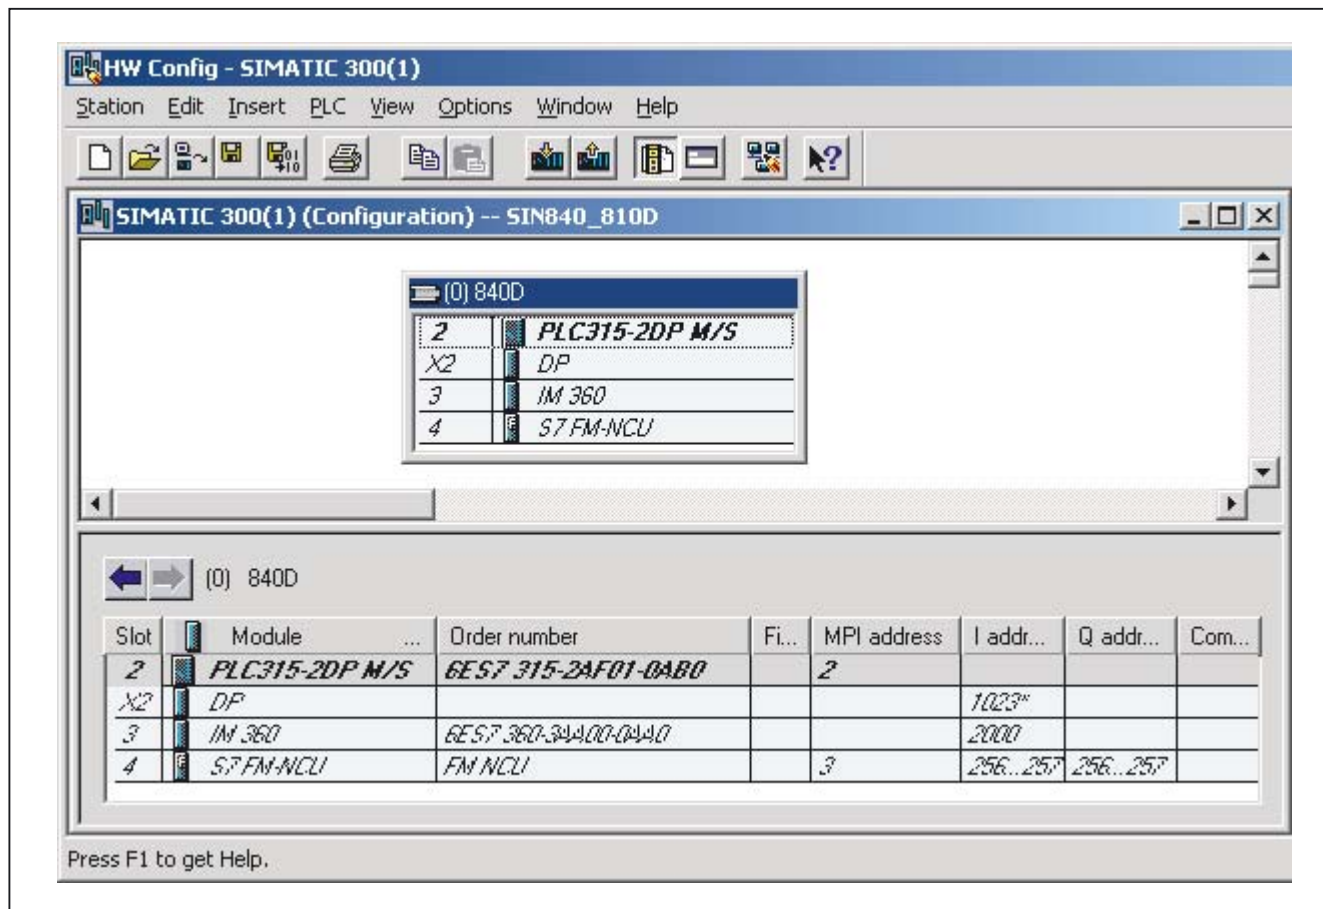 HW Config - SIMATIC 300(1)
Station Edit Insert PLC View Options Window Help
SIMATIC 300(1) (Configuration) -- SIN840_810D
(0) 840D
2 PLC315-2DP M/S
X2 DP
3 IM 360
4 S7 FM-NCU
(0) 840D
Slot Module ... Order number Fi... MPI address I addr... Q addr... Com...
2 PLC315-2DP M/S 6ES7 315-2AF01-0AB0 2
X2 DP 1023*
3 IM 360 6ES7 360-3AA00-0AA0 2000
4 S7 FM-NCU FM NCU 3 256...257 256...257
Press F1 to get Help.